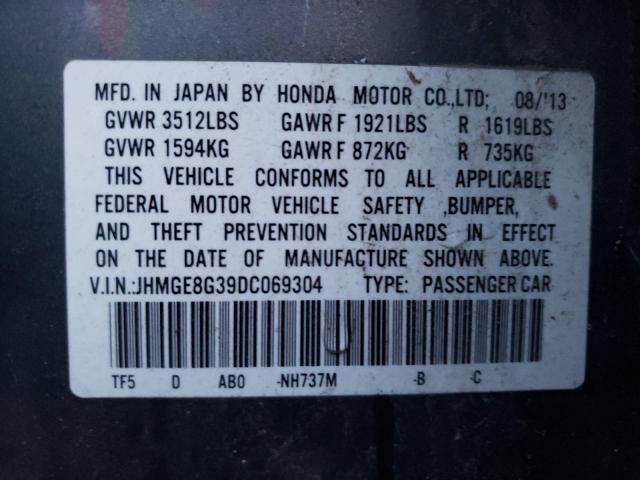 MFD. IN JAPAN BY HONDA MOTOR CO.,LTD; 08/'13
GVWR 3512LBS GAWR F 1921LBS R 1619LBS
GVWR 1594KG GAWR F 872KG R 735KG
THIS VEHICLE CONFORMS TO ALL APPLICABLE
FEDERAL MOTOR VEHICLE SAFETY ,BUMPER,
AND THEFT PREVENTION STANDARDS IN EFFECT
ON THE DATE OF MANUFACTURE SHOWN ABOVE.
V.I.N.:JHMGE8G39DC069304 TYPE: PASSENGER CAR
TF5 D AB0 -NH737M -B -C